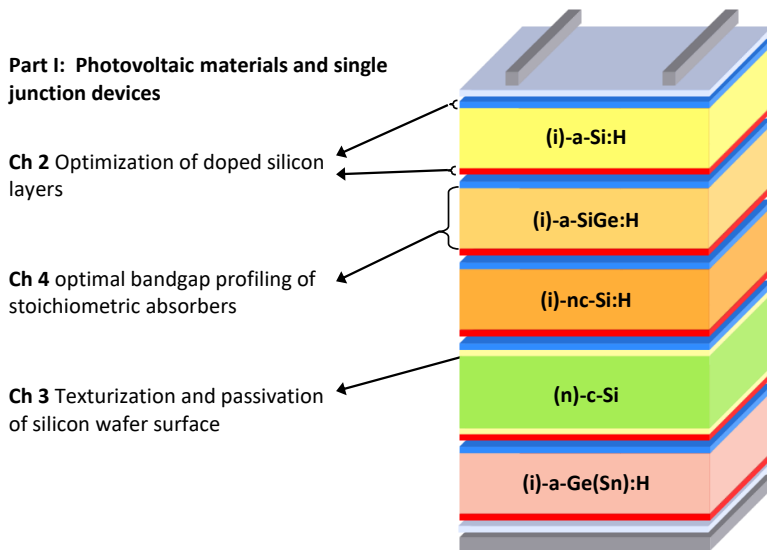 Part I:  Photovoltaic materials and single
junction devices
Ch 2 Optimization of doped silicon
layers
Ch 4 optimal bandgap profiling of
stoichiometric absorbers
Ch 3 Texturization and passivation
of silicon wafer surface
(i)-a-Si:H
(i)-a-SiGe:H
(i)-nc-Si:H
(n)-c-Si
(i)-a-Ge(Sn):H